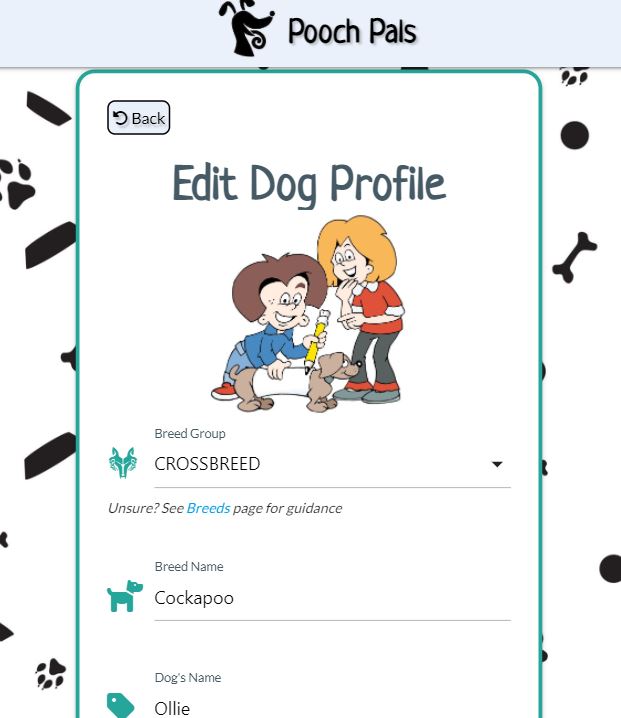 Pooch Pals
Back
Edit Dog Profile
Breed Group
CROSSBREED
Unsure? See Breeds page for guidance
Breed Name
Cockapoo
Dog's Name
Ollie